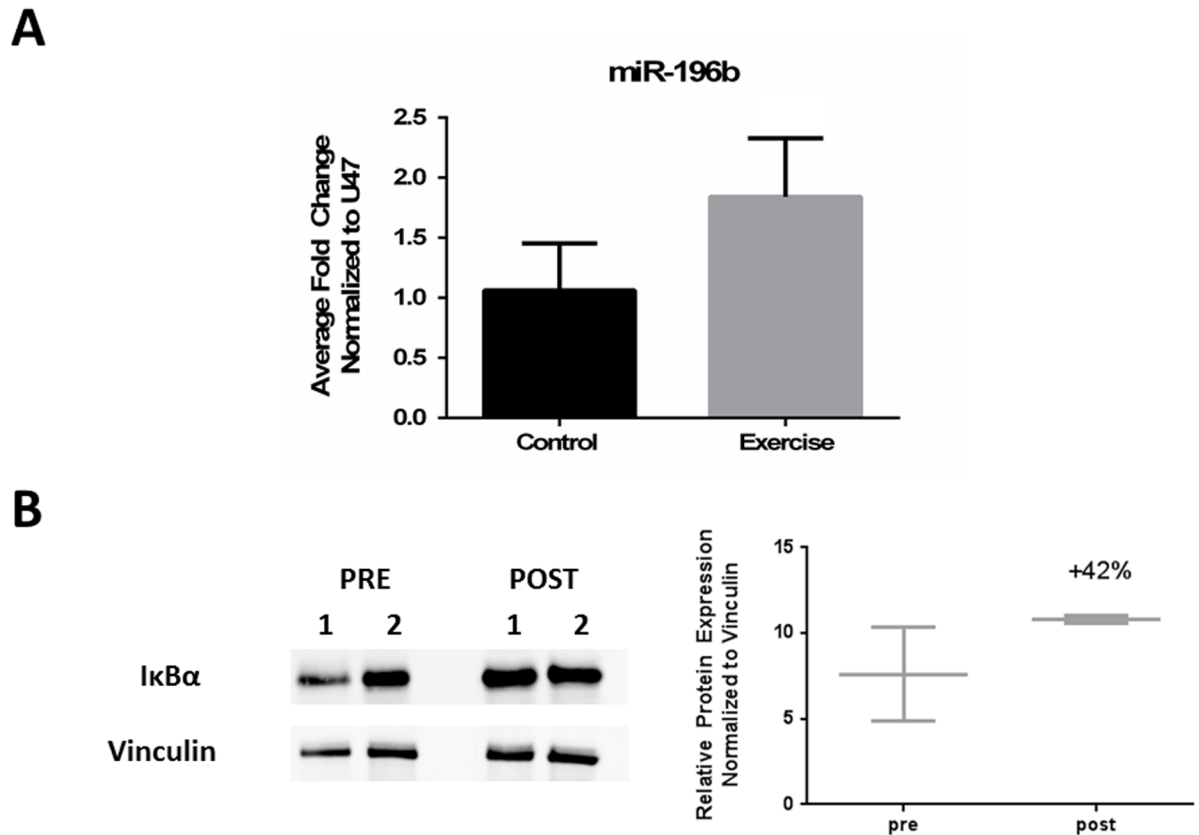 A
miR-196b
Average Fold Change
Normalized to U47
2.5
2.0
1.5
1.0
0.5
0.0
Control Exercise
B
PRE POST
1 2 1 2
IκBα
Vinculin
Relative Protein Expression
Normalized to Vinculin
15
10
5
0
+42%
pre post